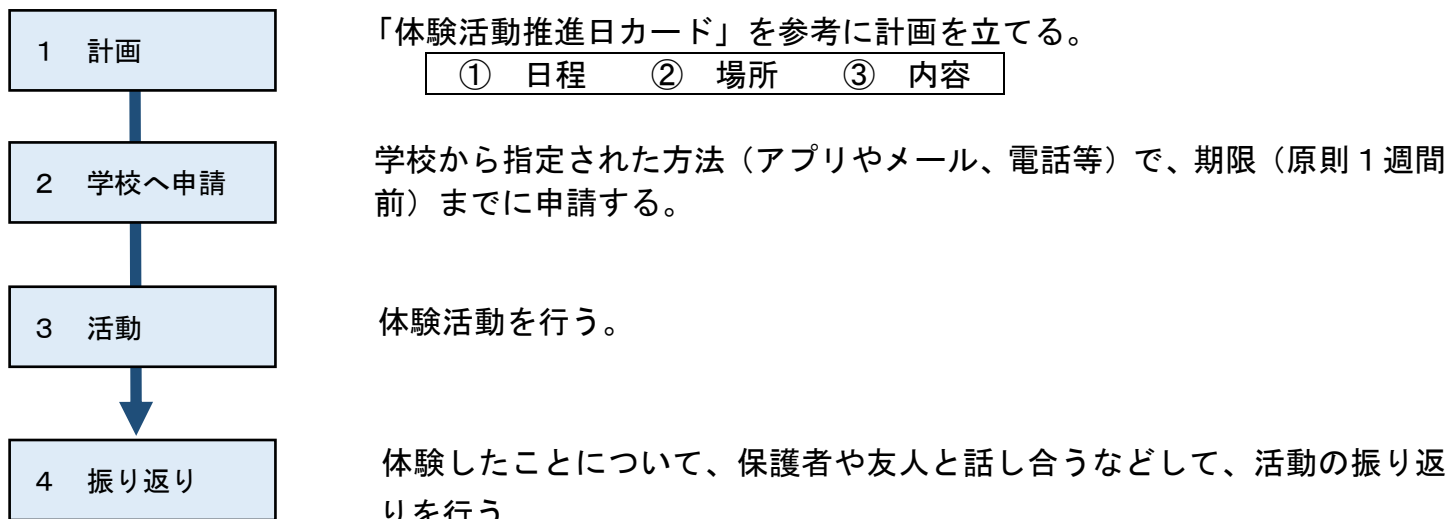 1 計画
「体験活動推進日カード」を参考に計画を立てる。
① 日程 ② 場所 ③ 内容
2 学校へ申請
学校から指定された方法(アプリやメール、電話等)で、期限(原則1週間
前)までに申請する。
3 活動
体験活動を行う。
4 振り返り
体験したことについて、保護者や友人と話し合うなどして、活動の振り返
りを行う